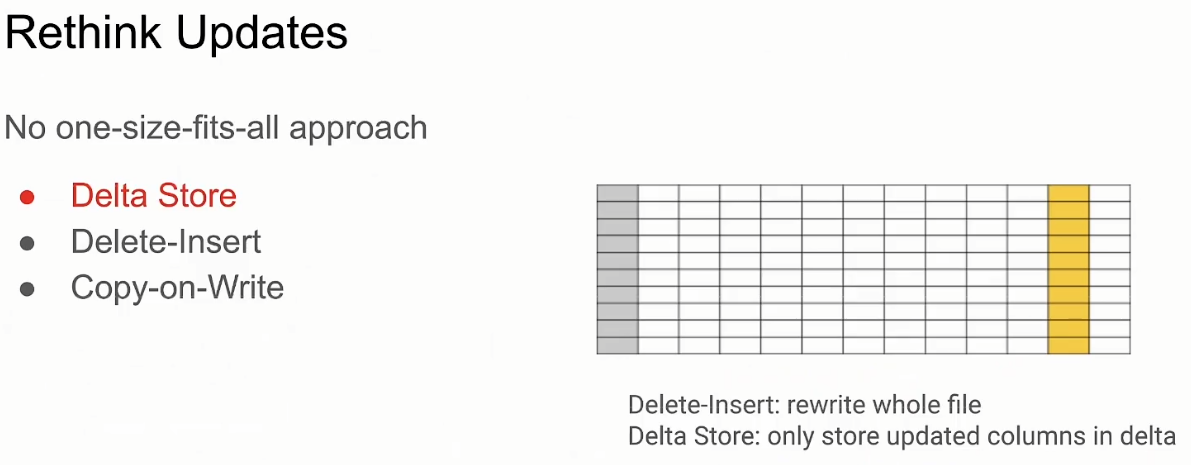 Rethink Updates
No one-size-fits-all approach
● Delta Store
● Delete-Insert
● Copy-on-Write
Delete-Insert: rewrite whole file
Delta Store: only store updated columns in delta